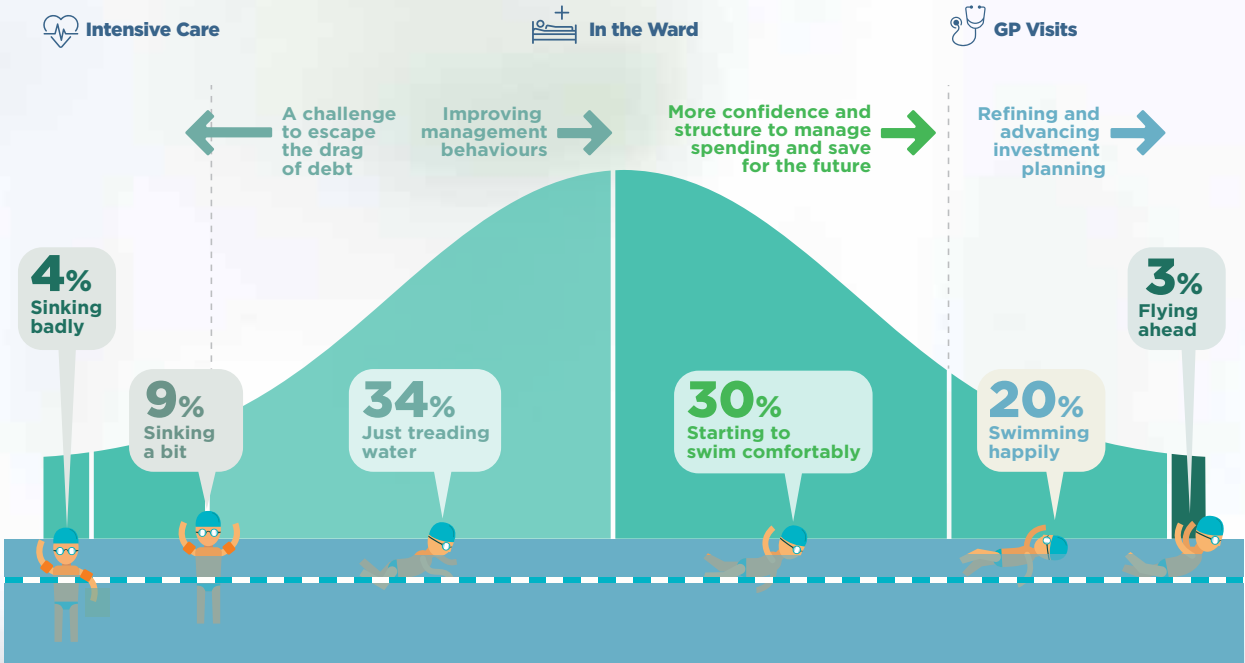 Intensive Care
In the Ward
GP Visits
A challenge
to escape
the drag
of debt
Improving
management
behaviours
More confidence and
structure to manage
spending and save
for the future
Refining and
advancing
investment
planning
4%
Sinking
badly
9%
Sinking
a bit
34%
Just treading
water
30%
Starting to
swim comfortably
20%
Swimming
happily
3%
Flying
ahead